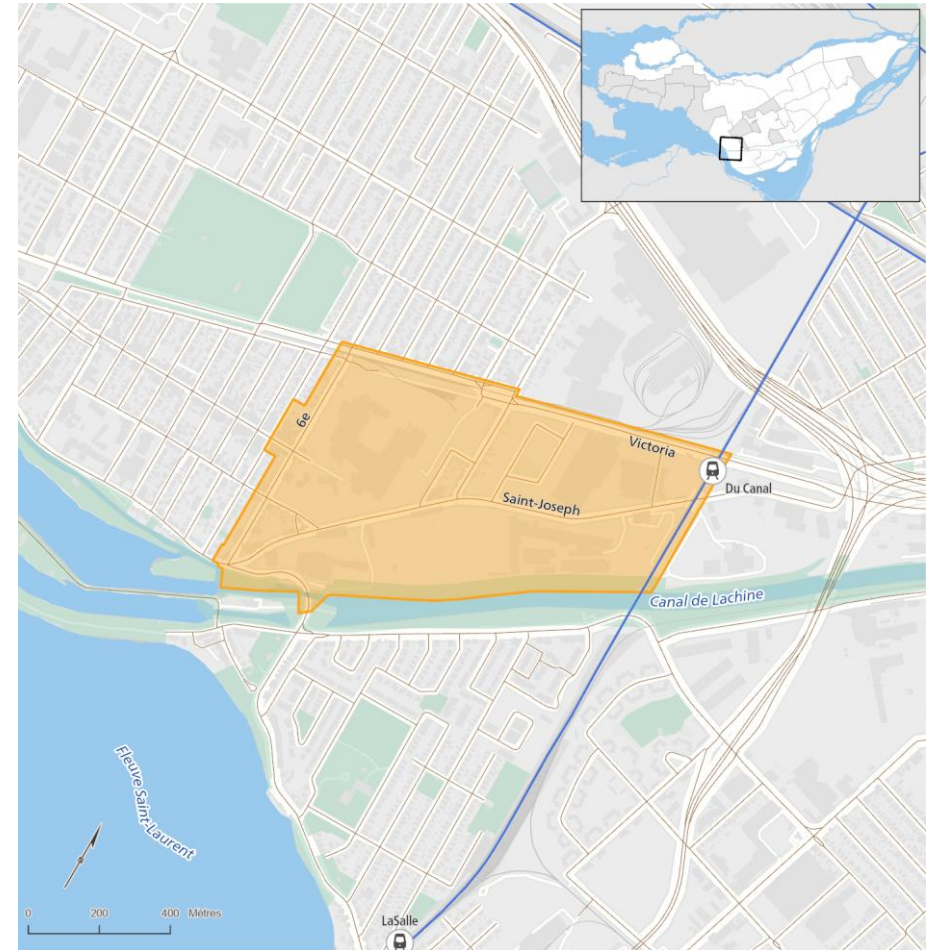 6e
Victoria
Du Canal
Saint-Joseph
Canal de Lachine
Fleuve Saint-Laurent
0 200 400 Mètres
LaSalle